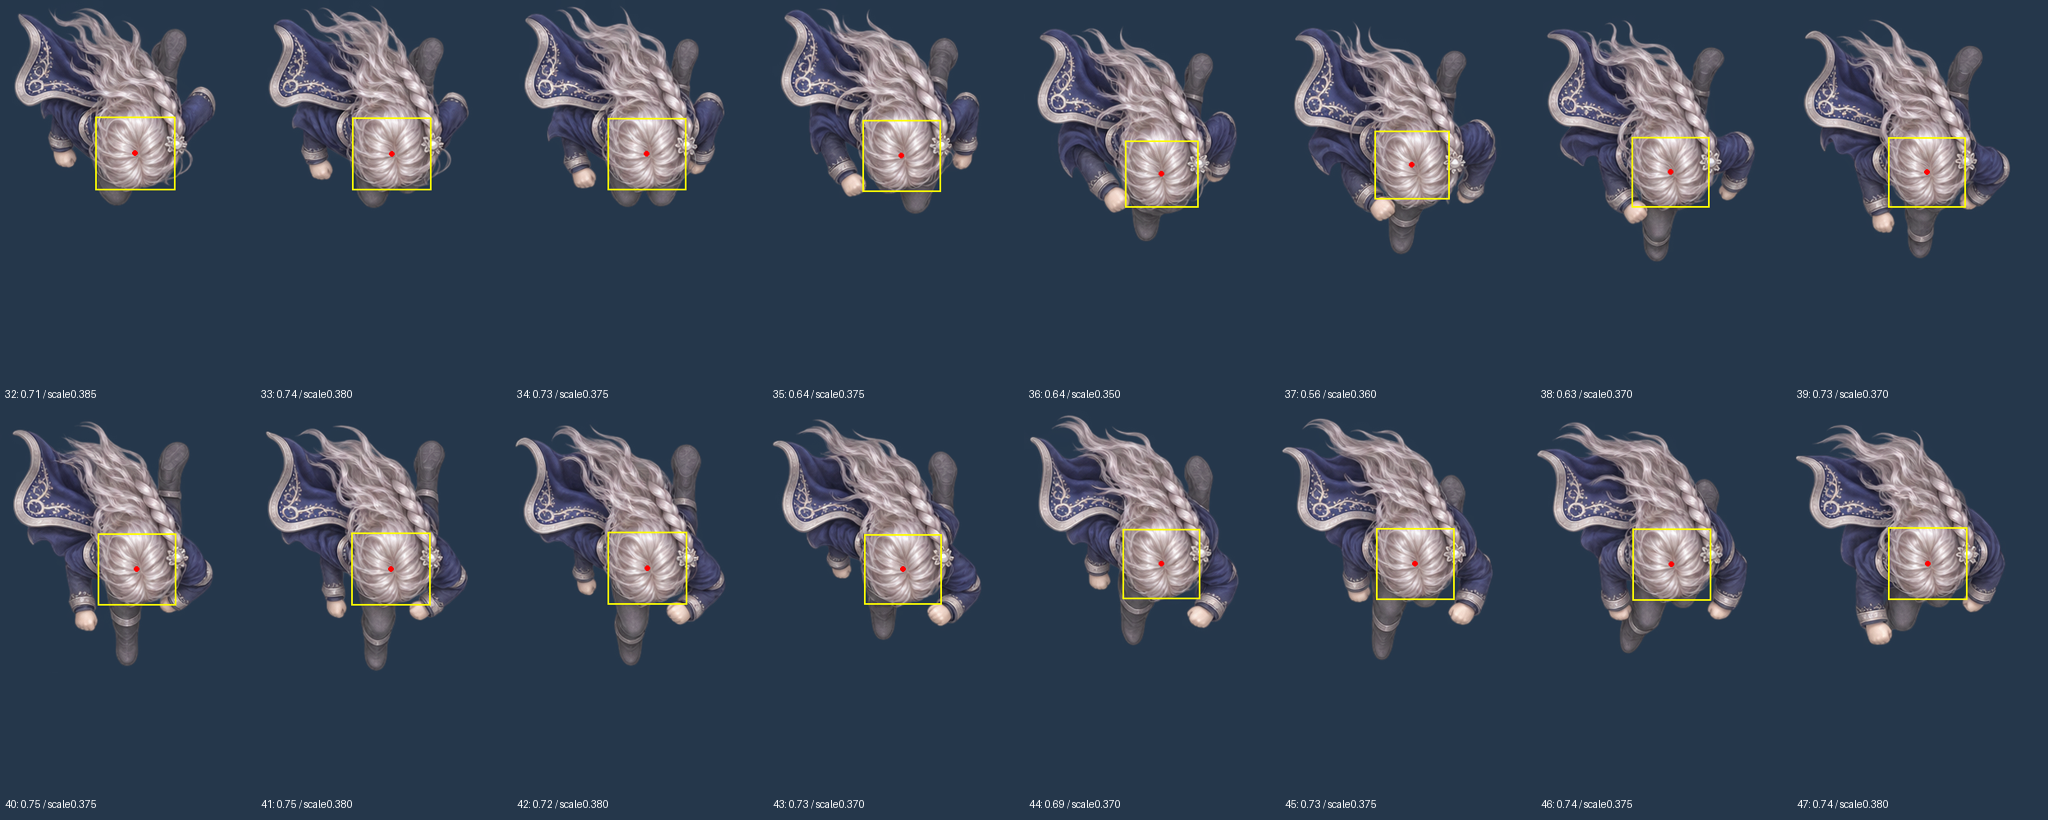 32: 0.71 / scale0.385
33: 0.74 / scale0.380
34: 0.73 / scale0.375
35: 0.64 / scale0.375
36: 0.64 / scale0.350
37: 0.56 / scale0.360
38: 0.63 / scale0.370
39: 0.73 / scale0.370
40: 0.75 / scale0.375
41: 0.75 / scale0.380
42: 0.72 / scale0.380
43: 0.73 / scale0.370
44: 0.69 / scale0.370
45: 0.73 / scale0.375
46: 0.74 / scale0.375
47: 0.74 / scale0.380